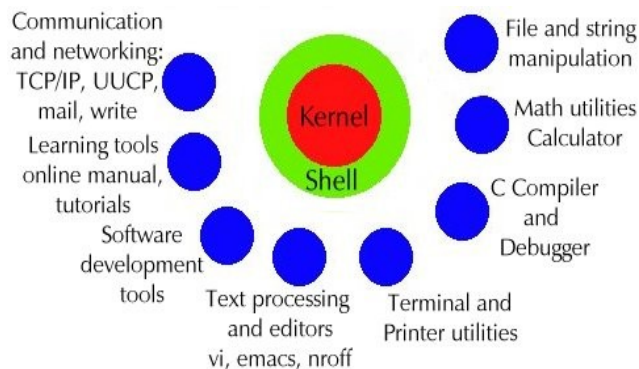 Communication
and networking:
TCP/IP, UUCP,
mail, write
Learning tools
online manual,
tutorials
Software
development
tools
Text processing
and editors
vi, emacs, nroff
Terminal and
Printer utilities
C Compiler
and
Debugger
Math utilities
Calculator
File and string
manipulation
Kernel
Shell